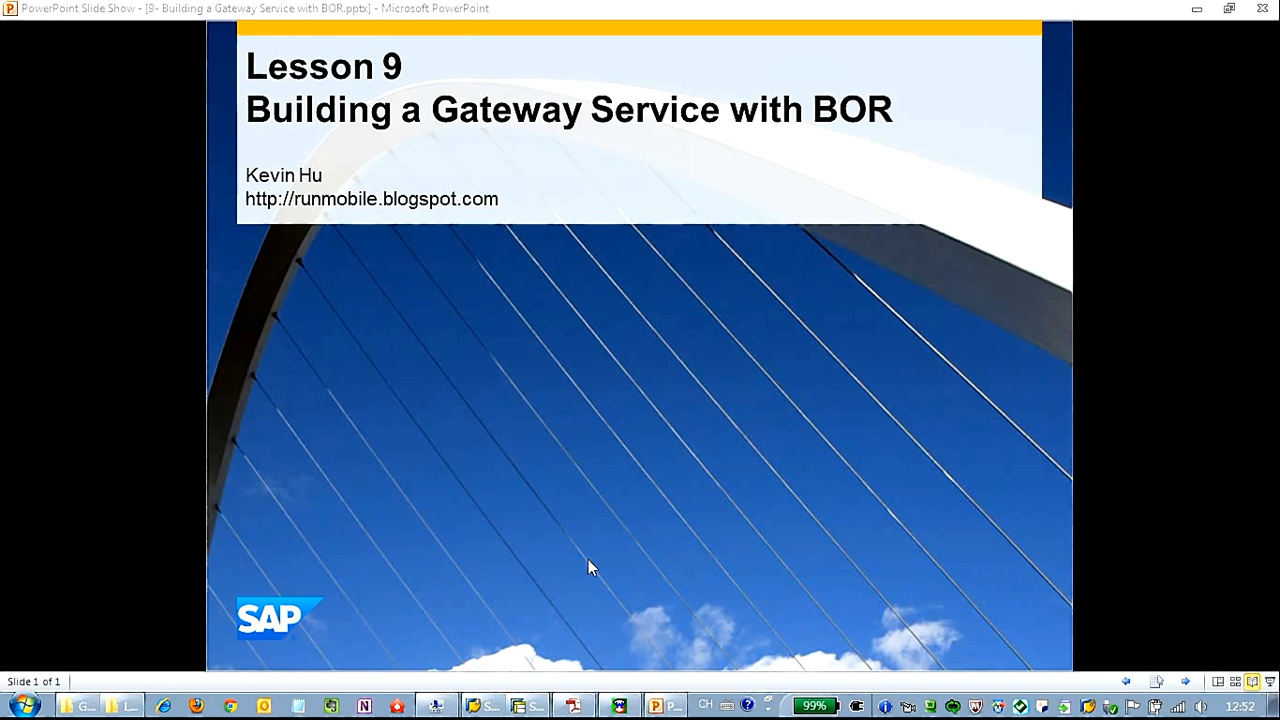 PowerPoint Slide Show - [9- Building a Gateway Service with BOR.pptx] - Microsoft PowerPoint
Lesson 9
Building a Gateway Service with BOR
Kevin Hu
http://runmobile.blogspot.com
SAP
Slide 1 of 1
G...
L...
S...
S...
P...
CH
99%
12:52